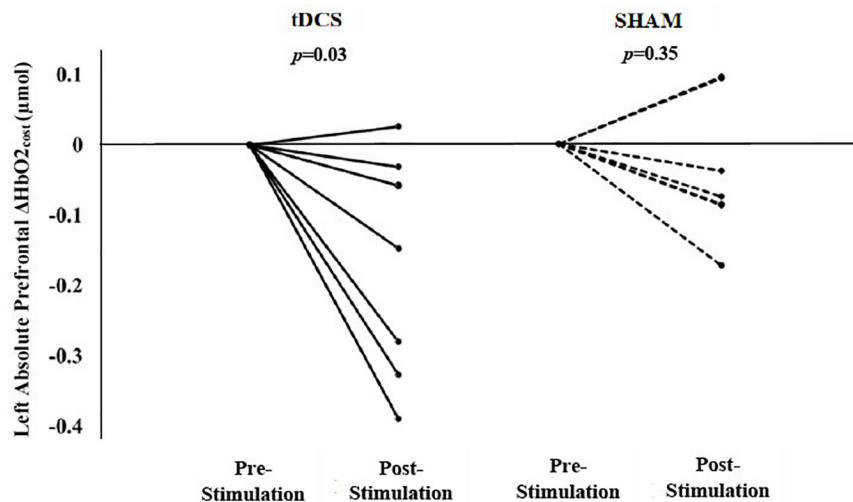 tDCS
SHAM
p=0.03
p=0.35
Left Absolute Prefrontal ΔHbO2cost (µmol)
0.1
0
-0.1
-0.2
-0.3
-0.4
Pre-
Stimulation
Post-
Stimulation
Pre-
Stimulation
Post-
Stimulation